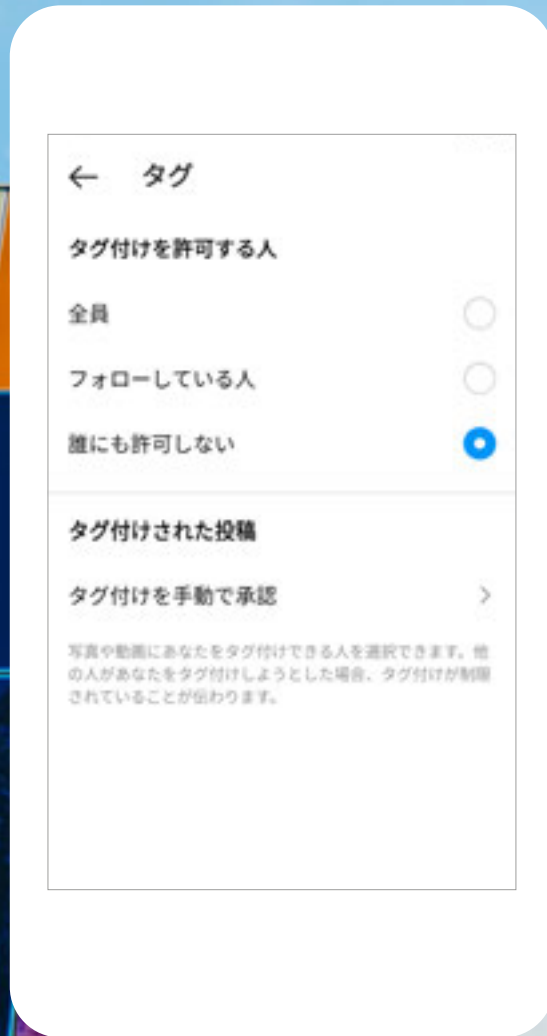 ← タグ
タグ付けを許可する人
全員
フォローしている人
誰にも許可しない
タグ付けされた投稿
タグ付けを手動で承認
写真や動画にあなたをタグ付けできる人を選択できます。他
の人があなたをタグ付けしようとした場合、タグ付けが制限
されていることが伝わります。